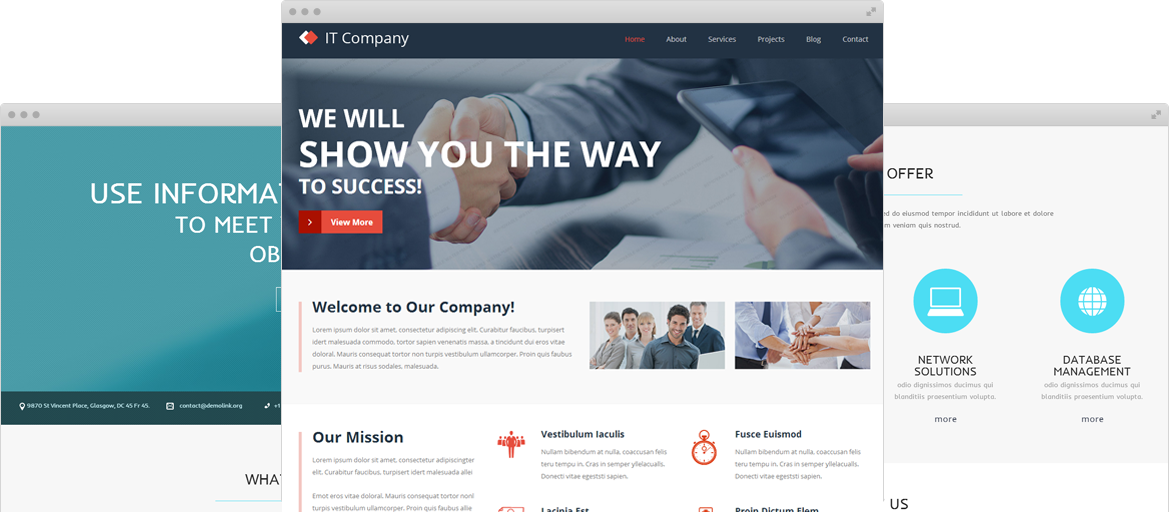 IT Company
Home
About
Services
Projects
Blog
Contact
WE WILL
SHOW YOU THE WAY
TO SUCCESS!
View More
Welcome to Our Company!
Lorem ipsum dolor sit amet, consectetur adipiscing elit. Curabitur faucibus, turpisert
idert malesuada commodo, tortor sapien venenatis massa, a tincidunt dui eros vitae
doloral. Mauris consequat tortor non turpis vestibulum ullamcorper. Proin quis faubus
purus. Mauris at risus sodales, malesuada.
Our Mission
Lorem ipsum dolor sit amet, consectetur adipiscingter
elit. Curabitur faucibus, turpisert idert malesuada allei
Emot eros vitae doloral. Mauris consequat tortor nonl
turpis vestibulum ullamcorper. Proin quis faubus allie
Vestibulum Iaculis
Nullam bibendum at nulla, coaccusan felis
teru tempu in. Cras in semper yllelacualls.
Donecti vitae egeststi sapien.
Fusce Euismod
Nullam bibendum at nulla, coaccusan felis
teru tempu in. Cras in semper yllelacualls.
Donecti vitae egeststi sapien.
Lacinia Est
Proin Dictum Elem
USE INFORMAT
TO MEET
OB
9870 St Vincent Place, Glasgow, DC 45 Fr 45.
contact@demolink.org
+1
WHA
OFFER
ed do eiusmod tempor incididunt ut labore et dolore
m veniam quis nostrud.
NETWORK
SOLUTIONS
odio dignissimos ducimus qui
blanditiis praesentium volupta.
more
DATABASE
MANAGEMENT
odio dignissimos ducimus qui
blanditiis praesentium volupta.
more
US